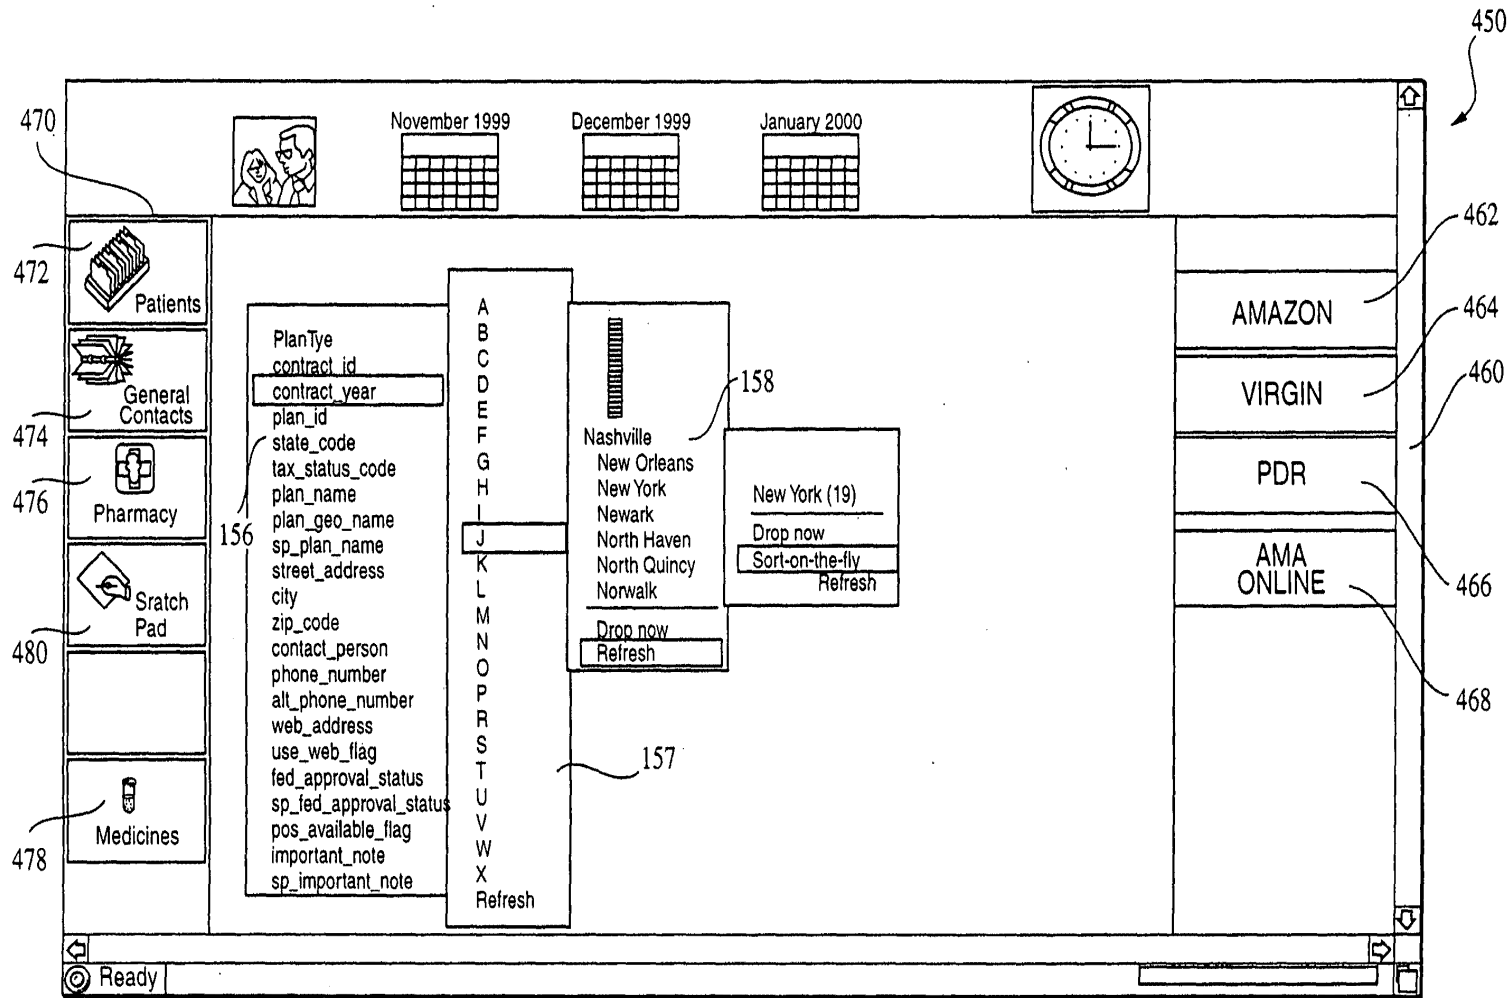 450
470
November 1999
December 1999
January 2000
472
Patients
General
Contacts
474
476
Pharmacy
Sratch
Pad
480
Medicines
478
PlanTye
contract_id
contract_year
plan_id
state_code
tax_status_code
plan_name
plan_geo_name
sp_plan_name
street_address
city
zip_code
contact_person
phone_number
alt_phone_number
web_address
use_web_flag
fed_approval_status
sp_fed_approval_status
pos_available_flag
important_note
sp_important_note
156
A
B
C
D
E
F
G
H
I
J
K
L
M
N
O
P
R
S
T
U
V
W
X
Refresh
157
Nashville
New Orleans
New York
Newark
North Haven
North Quincy
Norwalk
Drop now
Refresh
158
New York (19)
Drop now
Sort-on-the-fly
Refresh
462
AMAZON
464
VIRGIN
460
PDR
466
AMA
ONLINE
468
Ready